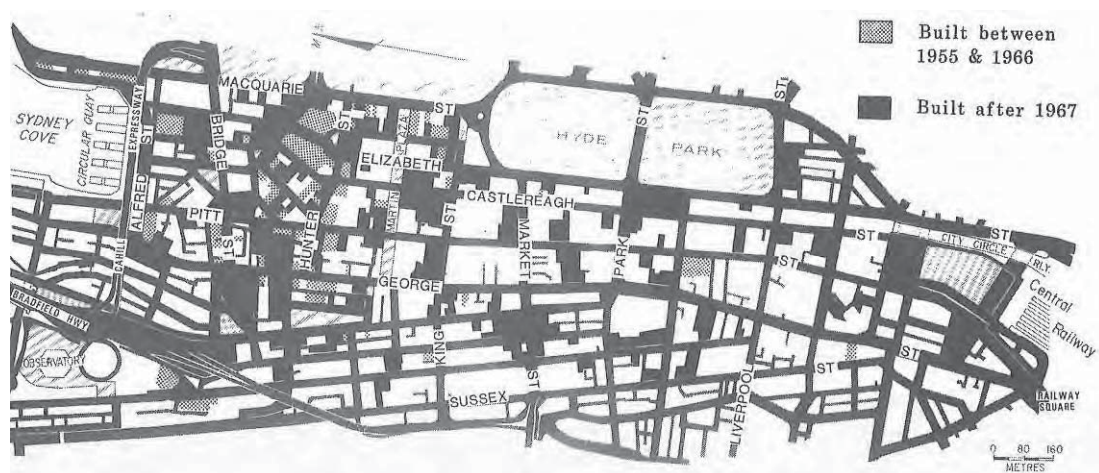 Built between
1955 & 1966
Built after 1967
MACQUARIE
ST
ST
ST
HYDE
PARK
SYDNEY
COVE
CIRCULAR QUAY
EXPRESSWAY
ST
ALFRED
BRIDGE
ST
PLAZA
MARTIN
ELIZABETH
ST
CASTLEREAGH
PITT
ST
HUNTER
MARKET
PARK
ST
ST
ST
CITY CIRCLE
RLY.
Central
Railway
CAHILL
GEORGE
BRADFIELD HWY
OBSERVATORY
KING
ST
SUSSEX
LIVERPOOL
ST
ST
RAILWAY
SQUARE
0 80 160
METRES